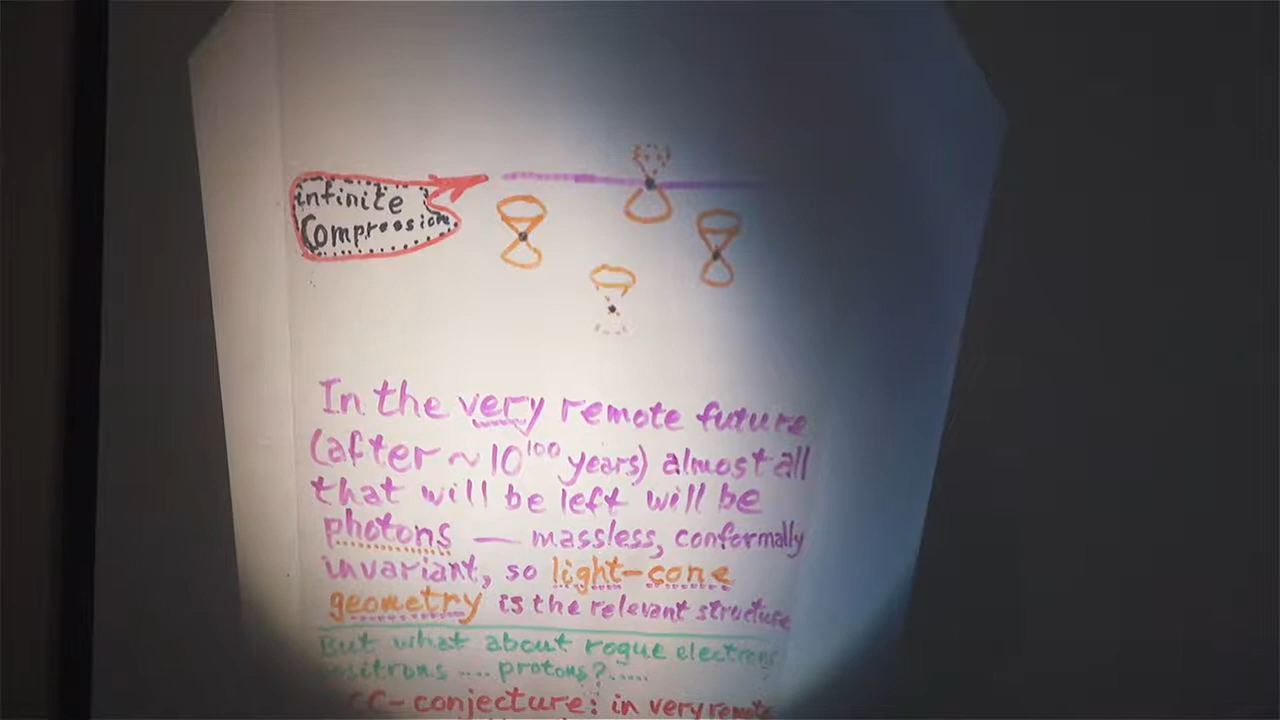 infinite
Compression
In the very remote future
(after ~10¹⁰⁰ years) almost all
that will be left will be
photons — massless, conformally
invariant, so light-cone
geometry is the relevant structure
But what about rogue electrons
positrons .... protons?.....
CC-conjecture: in very remote